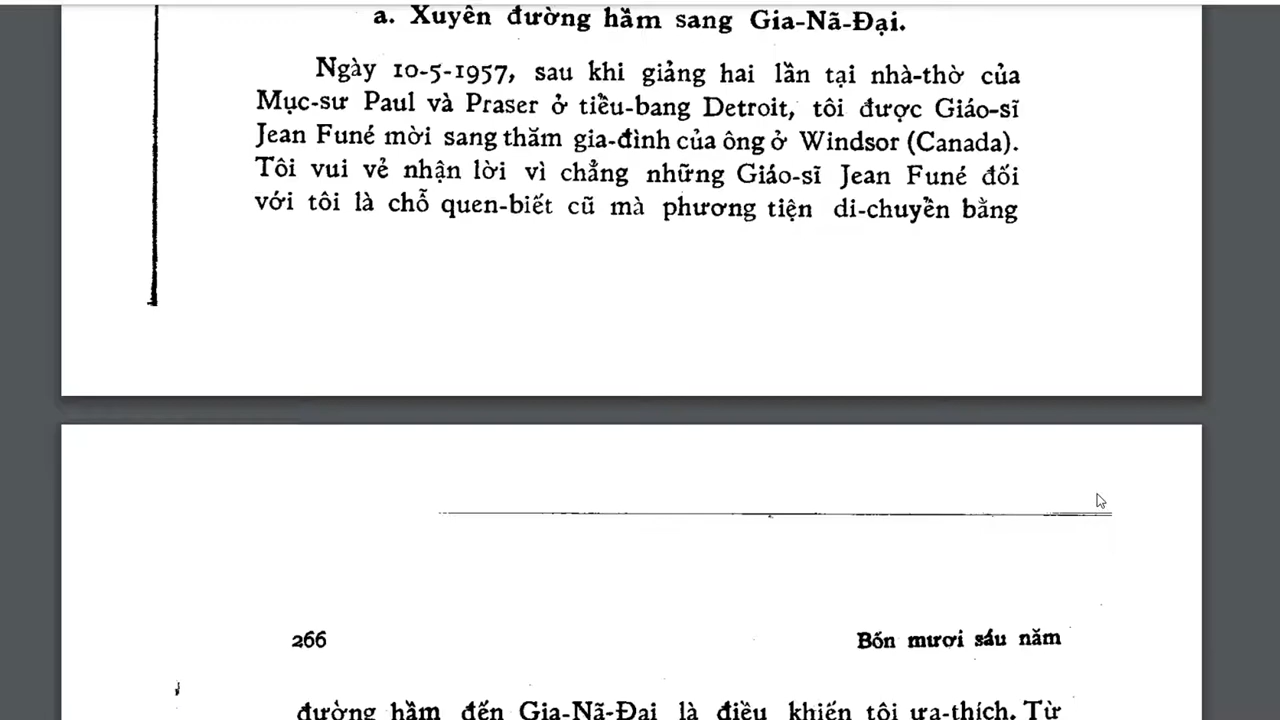 a. Xuyên đường hầm sang Gia-Nã-Đại.
Ngày 10-5-1957, sau khi giảng hai lần tại nhà-thờ của
Mục-sư Paul và Praser ở tiều-bang Detroit, tôi được Giáo-sĩ
Jean Funé mời sang thăm gia-đình của ông ở Windsor (Canada).
Tôi vui vẻ nhận lời vì chẳng những Giáo-sĩ Jean Funé đối
với tôi là chỗ quen-biết cũ mà phương tiện di-chuyền bằng
266
Bốn mươi sáu năm
đường hầm đến Gia-Nã-Đại là điều khiến tôi ưa-thích. Từ